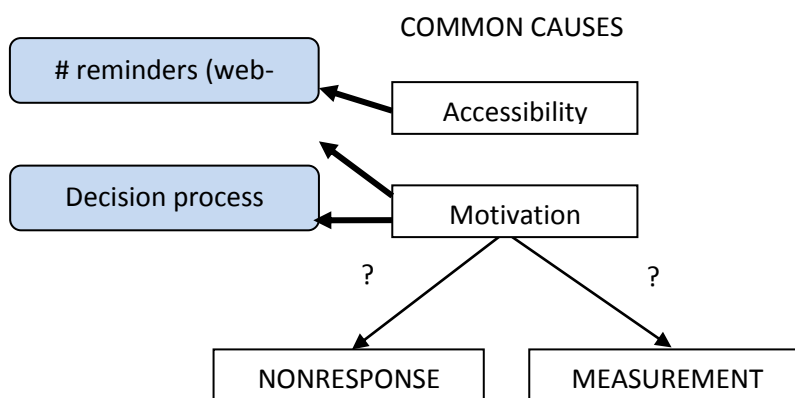 COMMON CAUSES
# reminders (web-
Accessibility
Decision process
Motivation
?
?
NONRESPONSE
MEASUREMENT